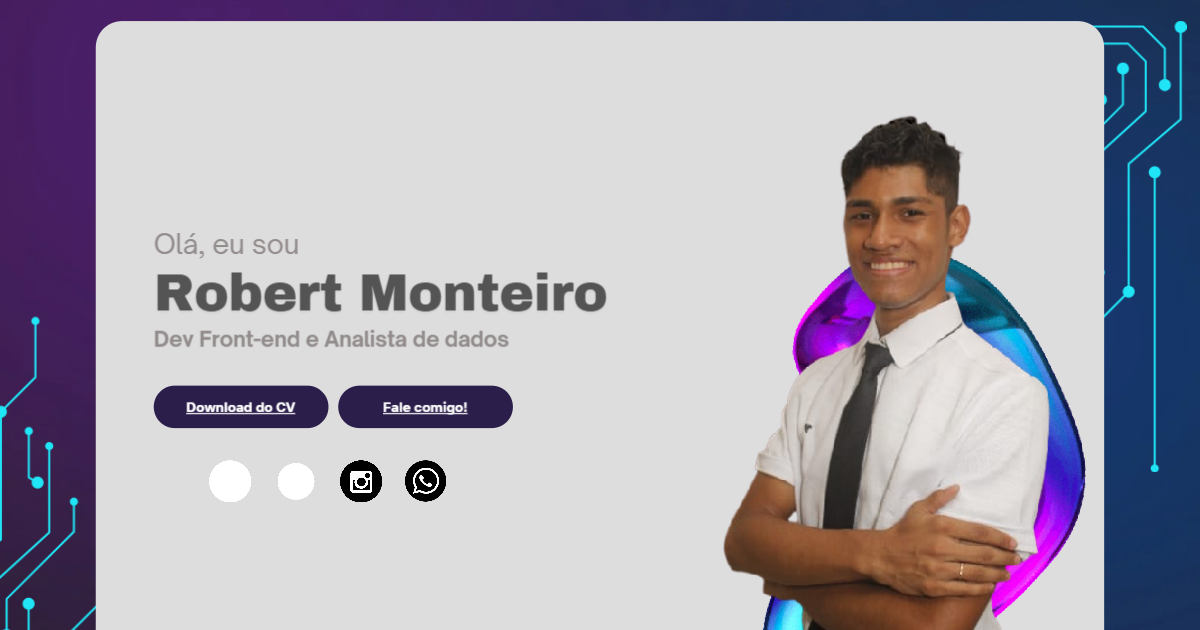 Olá, eu sou
Robert Monteiro
Dev Front-end e Analista de dados
Download do CV Fale comigo!